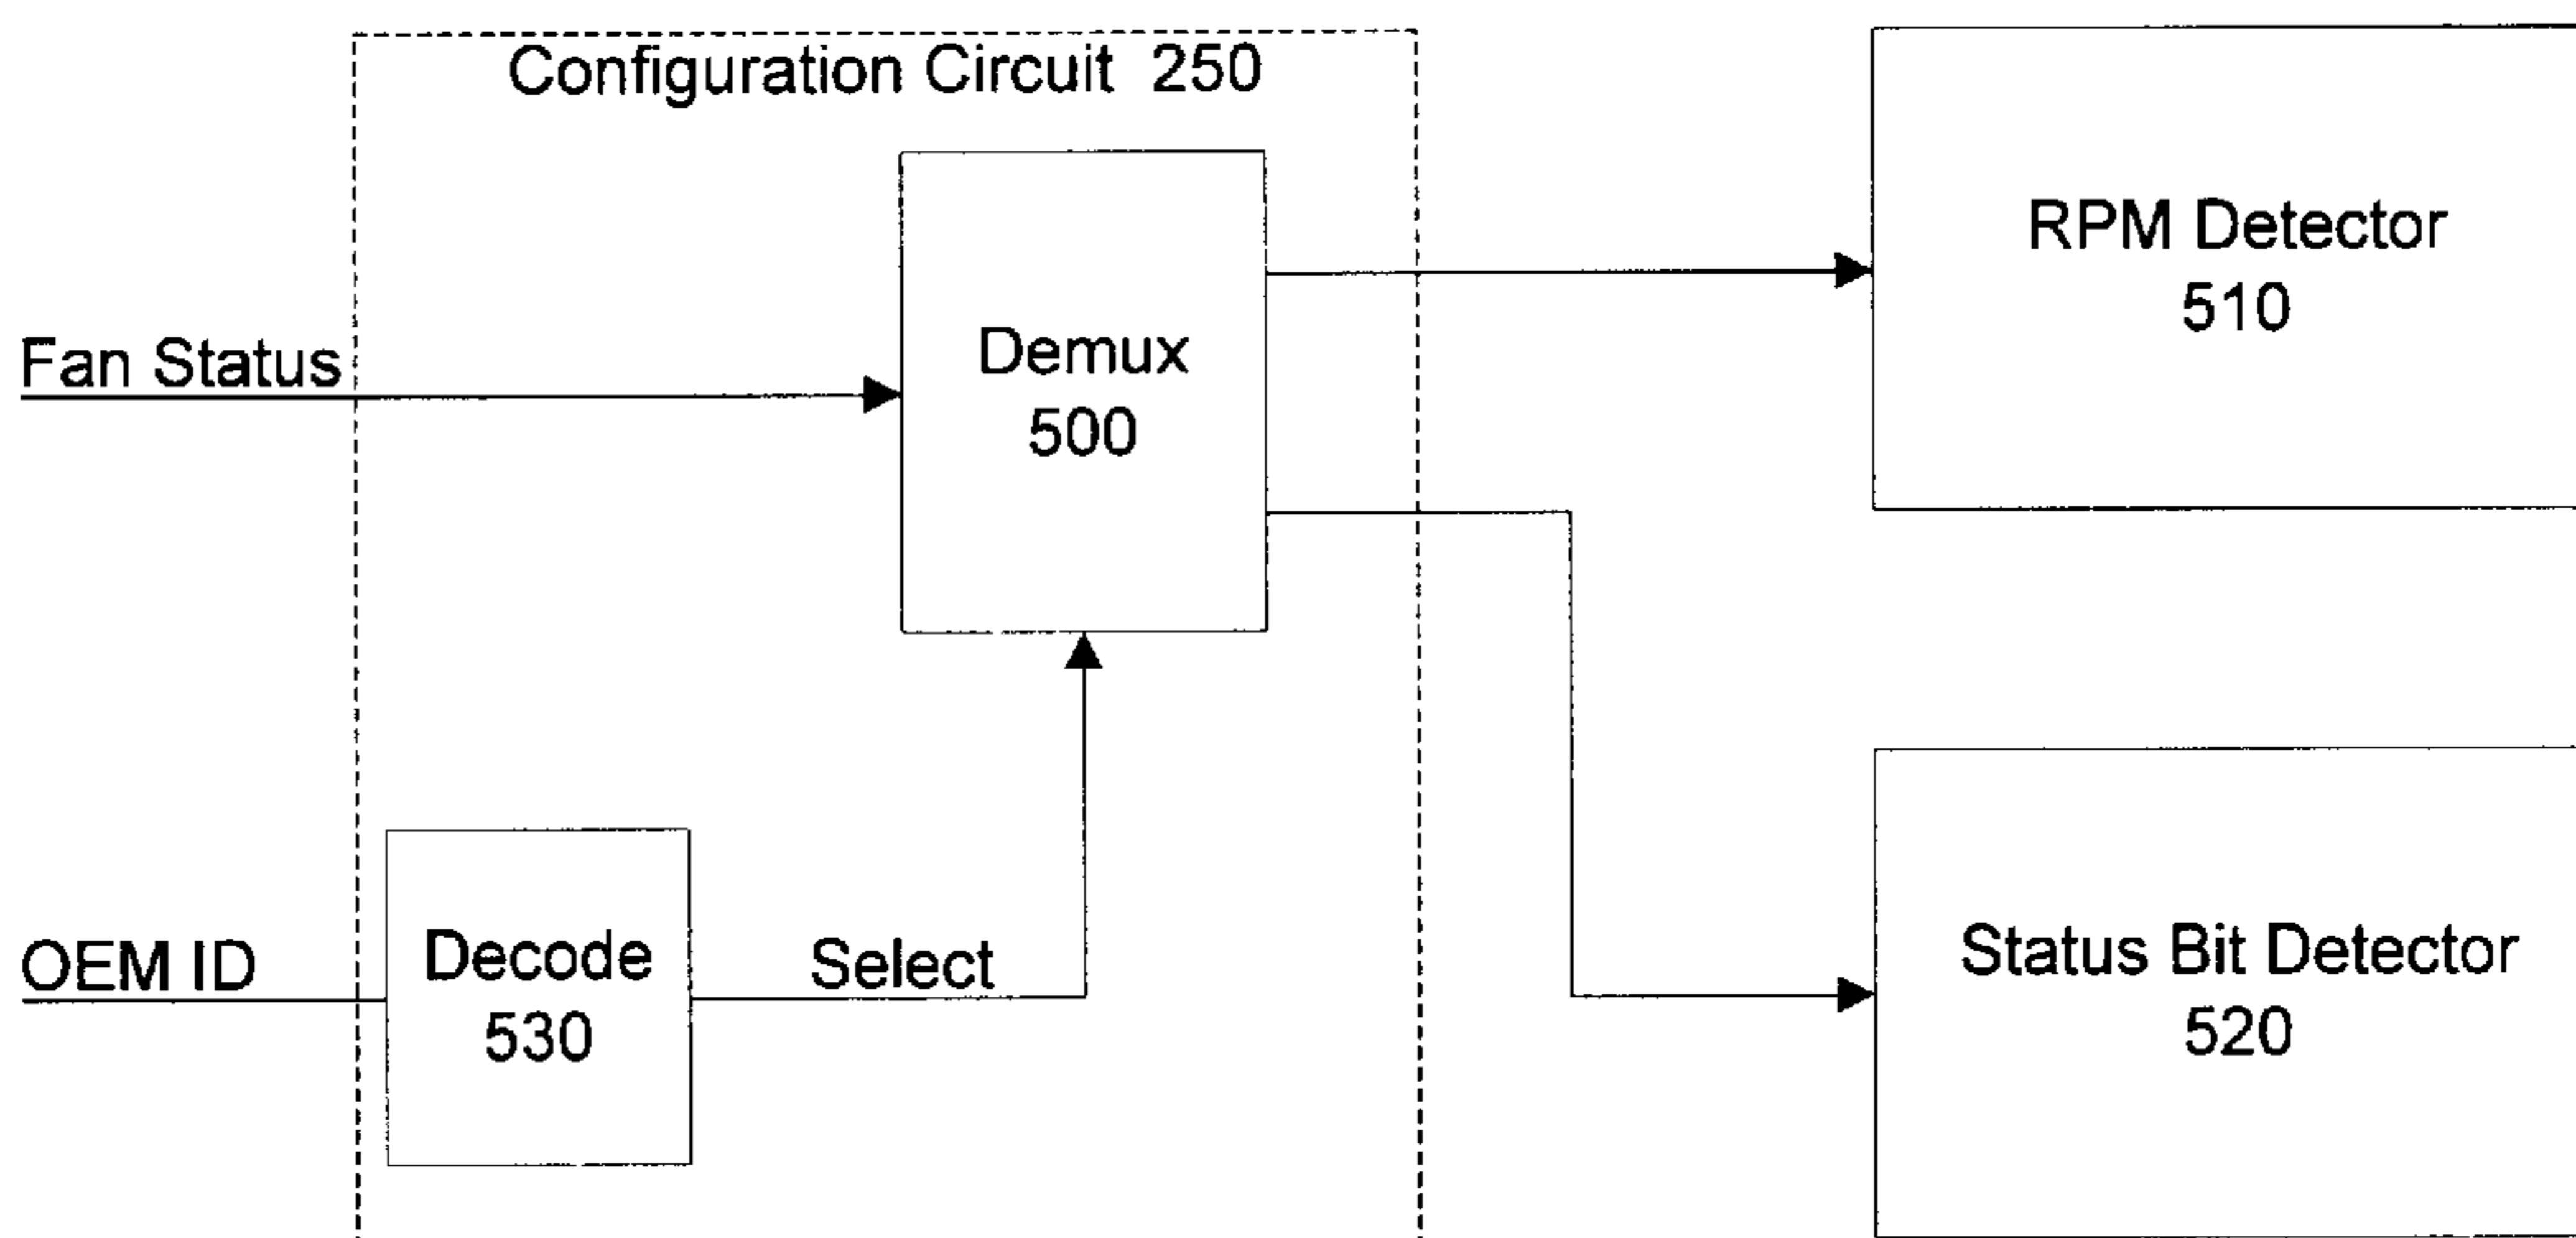 Configuration Circuit 250
RPM Detector
510
Demux
500
Fan Status
OEM ID
Decode
530
Select
Status Bit Detector
520